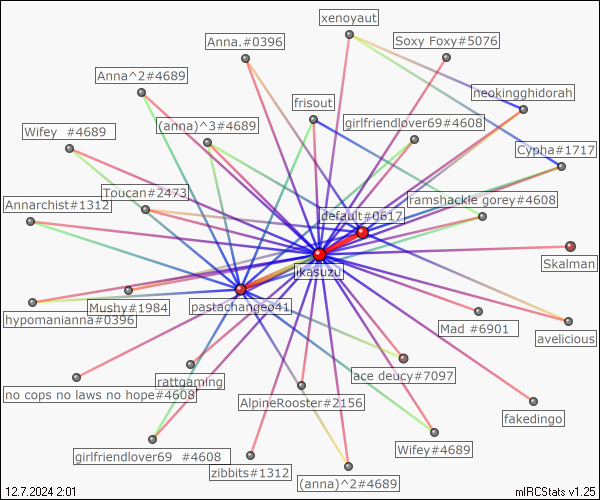 xenoyaut
Anna.#0396
Soxy Foxy#5076
Anna^2#4689
neokingghidorah
frisout
girlfriendlover69#4608
Wifey  #4689
(anna)^3#4689
Cypha#1717
Toucan#2473
ramshackle gorey#4608
Annarchist#1312
default#0617
Skalman
jikasuzu
Mushy#1984
pastachangeo41
hypomanianna#0396
Mad #6901
avelicious
rattgaming
ace deucy#7097
no cops no laws no hope#4608
AlpineRooster#2156
fakedingo
girlfriendlover69  #4608
Wifey#4689
zibbits#1312
(anna)^2#4689
12.7.2024 2:01
mIRCStats v1.25